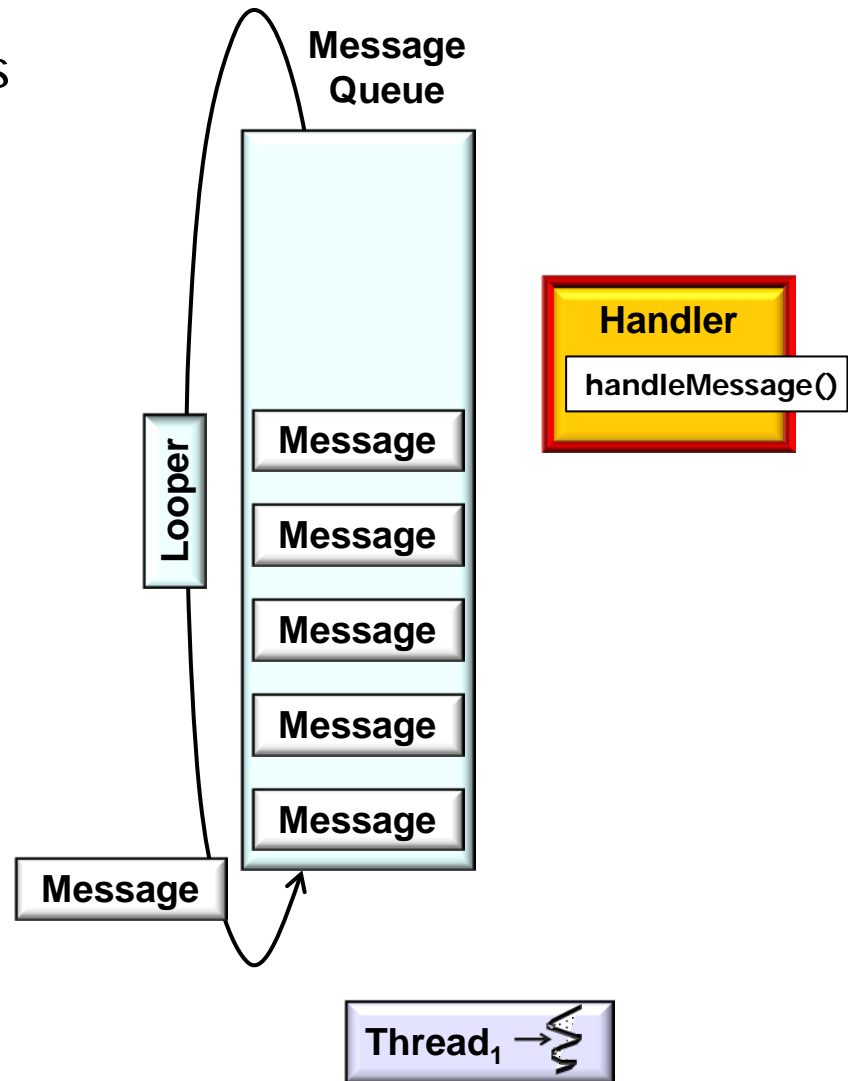 s
Message
Queue
Handler
handleMessage()
Message
Looper
Message
Message
Message
Message
Message
Thread₁